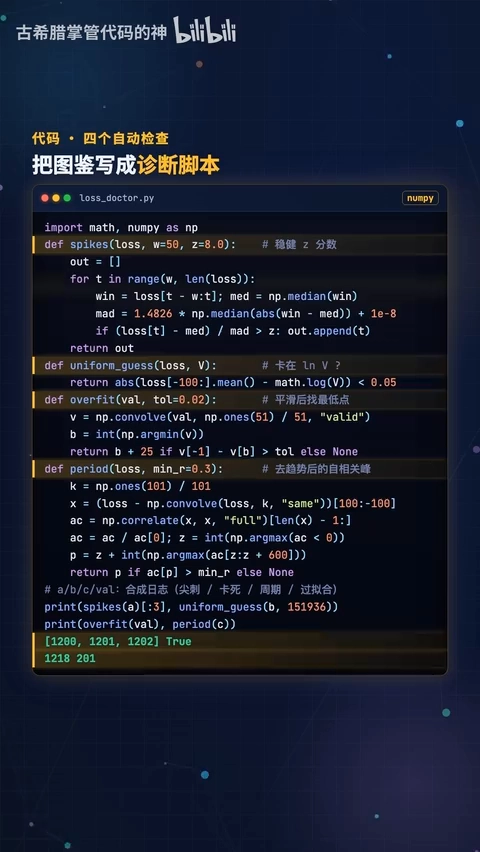 古希腊掌管代码的神 bilibili
代码 · 四个自动检查
把图鉴写成诊断脚本
loss_doctor.py numpy
import math, numpy as np
def spikes(loss, w=50, z=8.0):    # 稳健 z 分数
    out = []
    for t in range(w, len(loss)):
        win = loss[t - w:t]; med = np.median(win)
        mad = 1.4826 * np.median(abs(win - med)) + 1e-8
        if (loss[t] - med) / mad > z: out.append(t)
    return out
def uniform_guess(loss, V):       # 卡在 ln V ?
    return abs(loss[-100:].mean() - math.log(V)) < 0.05
def overfit(val, tol=0.02):       # 平滑后找最低点
    v = np.convolve(val, np.ones(51) / 51, "valid")
    b = int(np.argmin(v))
    return b + 25 if v[-1] - v[b] > tol else None
def period(loss, min_r=0.3):      # 去趋势后的自相关峰
    k = np.ones(101) / 101
    x = (loss - np.convolve(loss, k, "same"))[100:-100]
    ac = np.correlate(x, x, "full")[len(x) - 1:]
    ac = ac / ac[0]; z = int(np.argmax(ac < 0))
    p = z + int(np.argmax(ac[z:z + 600]))
    return p if ac[p] > min_r else None
# a/b/c/val: 合成日志（尖刺 / 卡死 / 周期 / 过拟合）
print(spikes(a)[:3], uniform_guess(b, 151936))
print(overfit(val), period(c))
[1200, 1201, 1202] True
1218 201